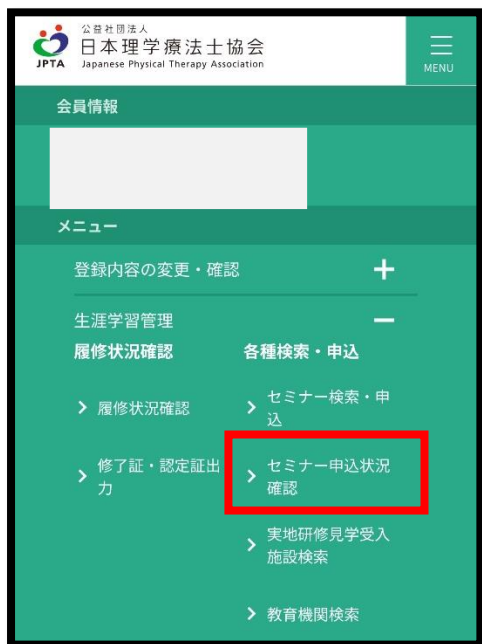 公益社団法人
日本理学療法士協会
JPTA Japanese Physical Therapy Association
MENU
会員情報
メニュー
登録内容の変更・確認
生涯学習管理
履修状況確認
各種検索・申込
履修状況確認
セミナー検索・申
込
修了証・認定証出
力
セミナー申込状況
確認
実地研修見学受入
施設検索
教育機関検索